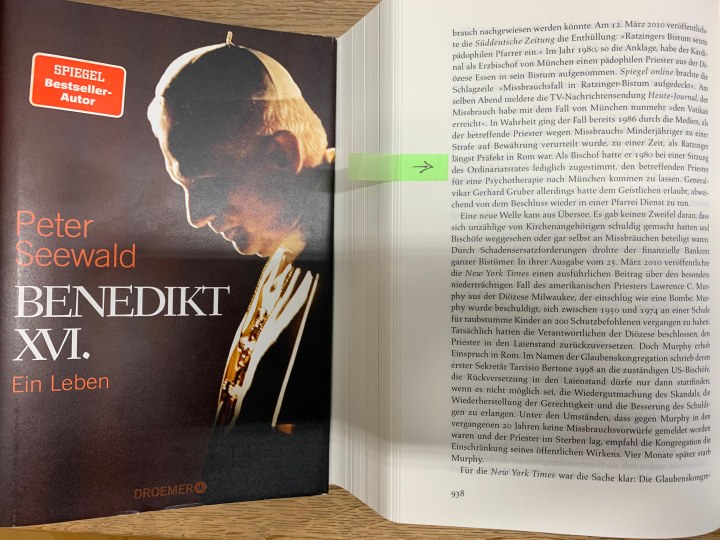 SPIEGEL
Bestseller-
Autor
Peter
Seewald
BENEDIKT
XVI.
Ein Leben
DROEMER
brauch nachgewiesen werden könnte. Am 12. März 2010 veröffentlich-
te die Süddeutsche Zeitung die Enthüllung: »Ratzingers Bistum setzte
pädophilen Pfarrer ein.« Im Jahr 1980, so die Anklage, habe der Kardi-
nal als Erzbischof von München einen pädophilen Priester aus der Di-
özese Essen in sein Bistum aufgenommen. Spiegel online brachte die
Schlagzeile »Missbrauchsfall in Ratzinger-Bistum aufgedeckt«. Am
selben Abend meldete die TV-Nachrichtensendung Heute-Journal, der
Missbrauch habe mit dem Fall von München nunmehr »den Vatikan
erreicht«. In Wahrheit ging der Fall bereits 1986 durch die Medien, als
der betreffende Priester wegen Missbrauchs Minderjähriger zu einer
Strafe auf Bewährung verurteilt wurde, zu einer Zeit, als Ratzinger
längst Präfekt in Rom war. Als Bischof hatte er 1980 bei einer Sitzung
des Ordinariatsrates lediglich zugestimmt, den betreffenden Priester
für eine Psychotherapie nach München kommen zu lassen. General-
vikar Gerhard Gruber allerdings hatte dem Geistlichen erlaubt, abwei-
chend von dem Beschluss wieder in einer Pfarrei Dienst zu tun.
Eine neue Welle kam aus Übersee. Es gab keinen Zweifel daran, dass
sich unzählige von Kirchenangehörigen schuldig gemacht hatten und
Bischöfe weggesehen oder gar selbst an Missbräuchen beteiligt waren.
Durch Schadensersatzforderungen drohte der finanzielle Bankrott
ganzer Bistümer. In ihrer Ausgabe vom 25. März 2010 veröffentlichte
die New York Times einen ausführlichen Beitrag über den besonders
niederträchtigen Fall des amerikanischen Priesters Lawrence C. Mur-
phy aus der Diözese Milwaukee, der einschlug wie eine Bombe. Mur-
phy wurde beschuldigt, sich zwischen 1950 und 1974 an einer Schule
für taubstumme Kinder an 200 Schutzbefohlenen vergangen zu haben.
Tatsächlich hatten die Verantwortlichen der Diözese beschlossen, den
Priester in den Laienstand zurückzuversetzen. Doch Murphy erhob
Einspruch in Rom. Im Namen der Glaubenskongregation schrieb deren
erster Sekretär Tarcisio Bertone 1998 an die zuständigen US-Bischöfe,
die Rückversetzung in den Laienstand dürfe nur dann stattfinden,
wenn es nicht möglich sei, die Wiedergutmachung des Skandals, die
Wiederherstellung der Gerechtigkeit und die Besserung des Schuldi-
gen zu erlangen. Unter den Umständen, dass gegen Murphy in den
vergangenen 20 Jahren keine Missbrauchsvorwürfe gemeldet worden
waren und der Priester im Sterben lag, empfahl die Kongregation die
Einschränkung seines öffentlichen Wirkens. Vier Monate später starb
Murphy.
Für die New York Times war die Sache klar: Die Glaubenskongre-
938